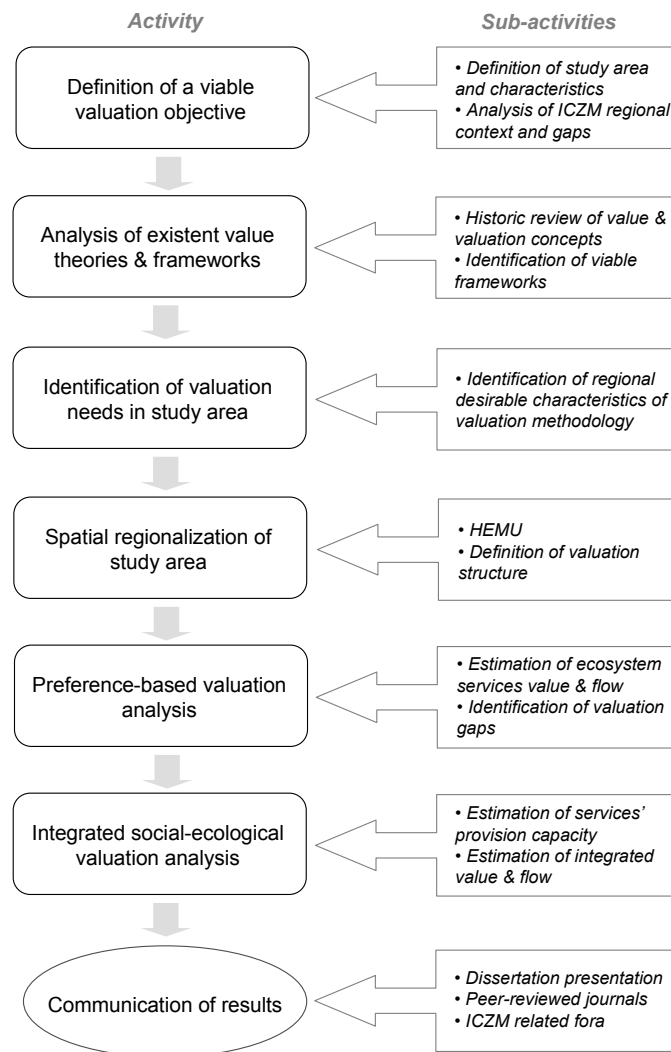 Activity
Sub-activities
Definition of a viable
valuation objective
• Definition of study area
and characteristics
• Analysis of ICZM regional
context and gaps
Analysis of existent value
theories & frameworks
• Historic review of value &
valuation concepts
• Identification of viable
frameworks
Identification of valuation
needs in study area
• Identification of regional
desirable characteristics of
valuation methodology
Spatial regionalization of
study area
• HEMU
• Definition of valuation
structure
Preference-based valuation
analysis
• Estimation of ecosystem
services value & flow
• Identification of valuation
gaps
Integrated social-ecological
valuation analysis
• Estimation of services’
provision capacity
• Estimation of integrated
value & flow
Communication of results
• Dissertation presentation
• Peer-reviewed journals
• ICZM related fora